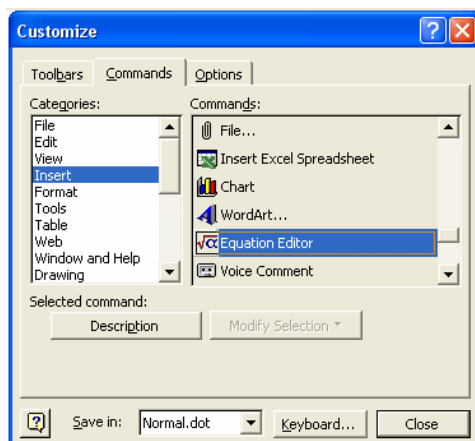 Customize
Toolbars Commands Options
Categories:
File
Edit
View
Insert
Format
Tools
Table
Web
Window and Help
Drawing
Commands:
File...
Insert Excel Spreadsheet
Chart
WordArt...
√α Equation Editor
Voice Comment
Selected command:
Description Modify Selection
Save in: Normal.dot Keyboard... Close